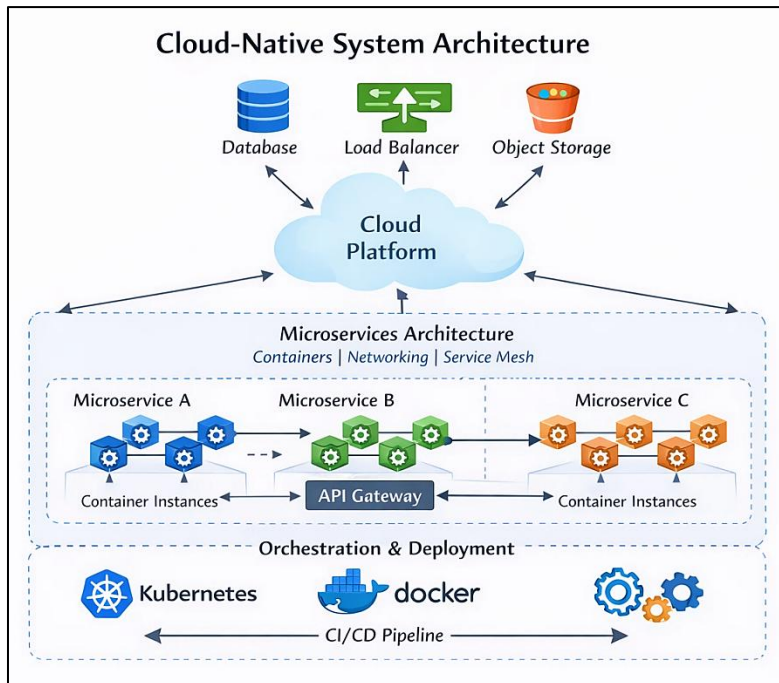 Cloud-Native System Architecture
Database
Load Balancer
Object Storage
Cloud
Platform
Microservices Architecture
Containers | Networking | Service Mesh
Microservice A
Microservice B
Microservice C
Container Instances
API Gateway
Container Instances
Orchestration & Deployment
Kubernetes
docker
CI/CD Pipeline